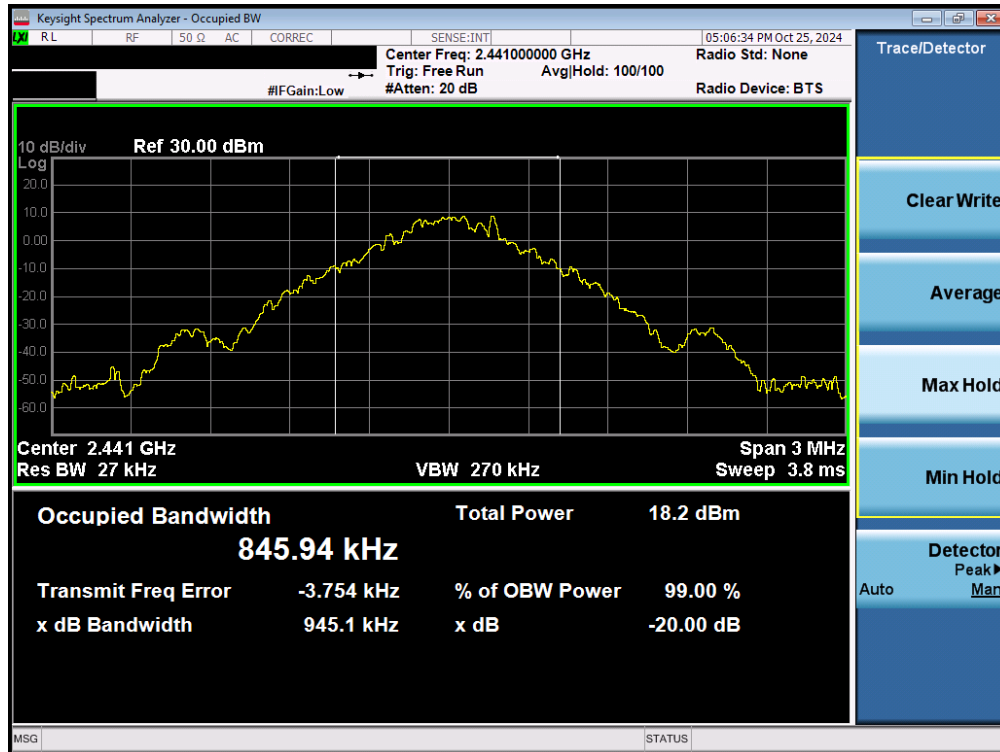 Keysight Spectrum Analyzer - Occupied BW
LXI RL RF 50 Ω AC CORREC SENSE:INT 05:06:34 PM Oct 25, 2024
Center Freq: 2.441000000 GHz Radio Std: None
Trig: Free Run Avg|Hold: 100/100
#IFGain:Low #Atten: 20 dB Radio Device: BTS
Trace/Detector
10 dB/div Ref 30.00 dBm
Log
20.0
10.0
0.00
-10.0
-20.0
-30.0
-40.0
-50.0
-60.0
Center 2.441 GHz Span 3 MHz
Res BW 27 kHz VBW 270 kHz Sweep 3.8 ms
Occupied Bandwidth Total Power 18.2 dBm
845.94 kHz
Transmit Freq Error -3.754 kHz % of OBW Power 99.00 %
x dB Bandwidth 945.1 kHz x dB -20.00 dB
Clear Write
Average
Max Hold
Min Hold
Detector
Peak▶
Auto Man
MSG STATUS